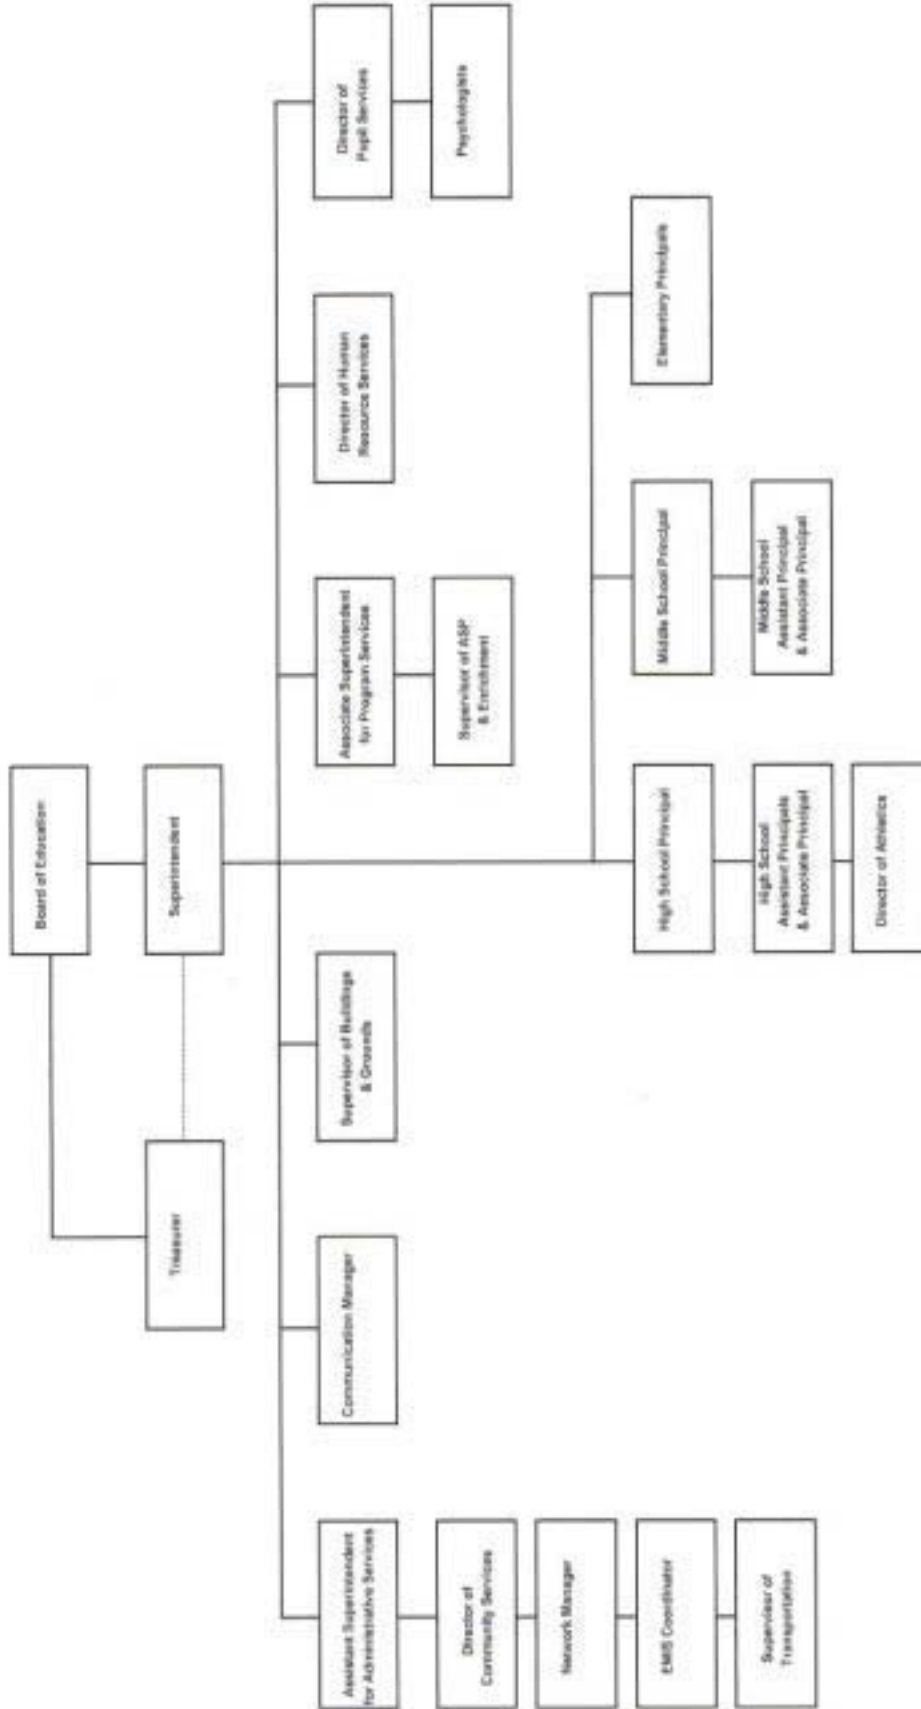 Board of Education
Treasurer
Superintendent
Assistant Superintendent
for Administrative Services
Communication Manager
Supervisor of Buildings
& Grounds
Associate Superintendent
for Program Services
Director of Human
Resource Services
Director of
Pupil Services
Director of
Community Services
Supervisor of ASP
& Enrichment
Psychologists
Network Manager
EMIS Coordinator
Supervisor of
Transportation
High School Principal
Middle School Principal
Elementary Principals
High School
Assistant Principals
& Associate Principal
Middle School
Assistant Principal
& Associate Principal
Director of Athletics